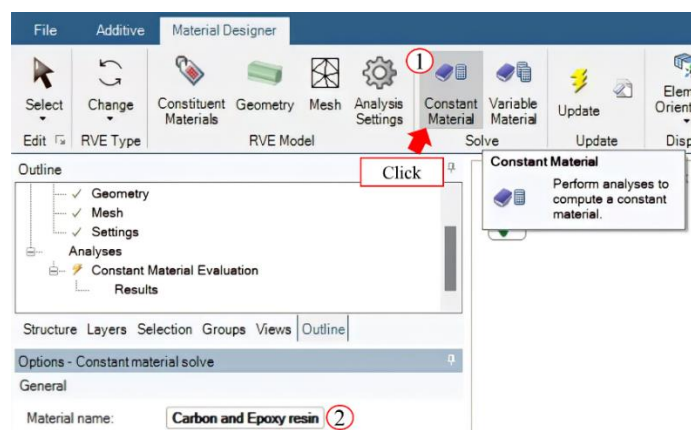 File Additive Material Designer
1
Select Change Constituent Materials Geometry Mesh Analysis Settings Constant Material Variable Material Update
Edit RVE Type RVE Model Solve Update
Outline
Click
Constant Material
Perform analyses to
compute a constant
material.
Geometry
Mesh
Settings
Analyses
Constant Material Evaluation
Results
Structure Layers Selection Groups Views Outline
Options - Constant material solve
General
Material name: Carbon and Epoxy resin 2